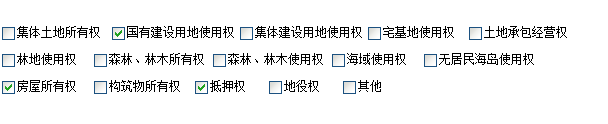 集体土地所有权 国有建设用地使用权 集体建设用地使用权 宅基地使用权 土地承包经营权
林地使用权 森林、林木所有权 森林、林木使用权 海域使用权 无居民海岛使用权
房屋所有权 构筑物所有权 抵押权 地役权 其他